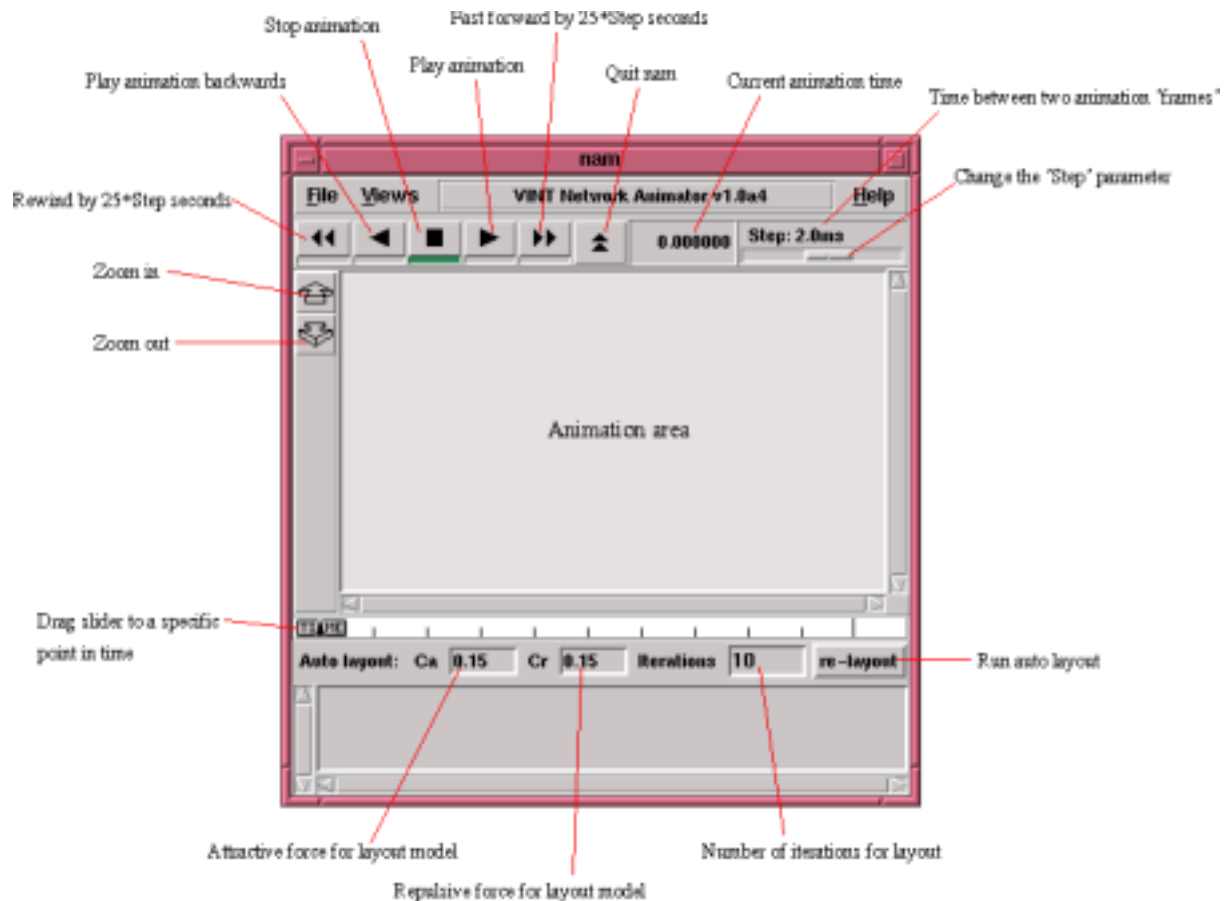 Fast forward by 25*Step seconds
Stop animation
Play animation
Quit nam
Play animation backwards
Current animation time
Time between two animation "frames"
nam
Change the "Step" parameter
File Views VINT Network Animator v1.0a4 Help
Rewind by 25*Step seconds
0.000000 Step: 2.0ms
Zoom in
Zoom out
Animation area
Drag slider to a specific
point in time
TIME
Auto layout: Ca 0.15 Cr 0.15 Iterations 10 re-layout
Run auto layout
Attractive force for layout model
Number of iterations for layout
Repulsive force for layout model